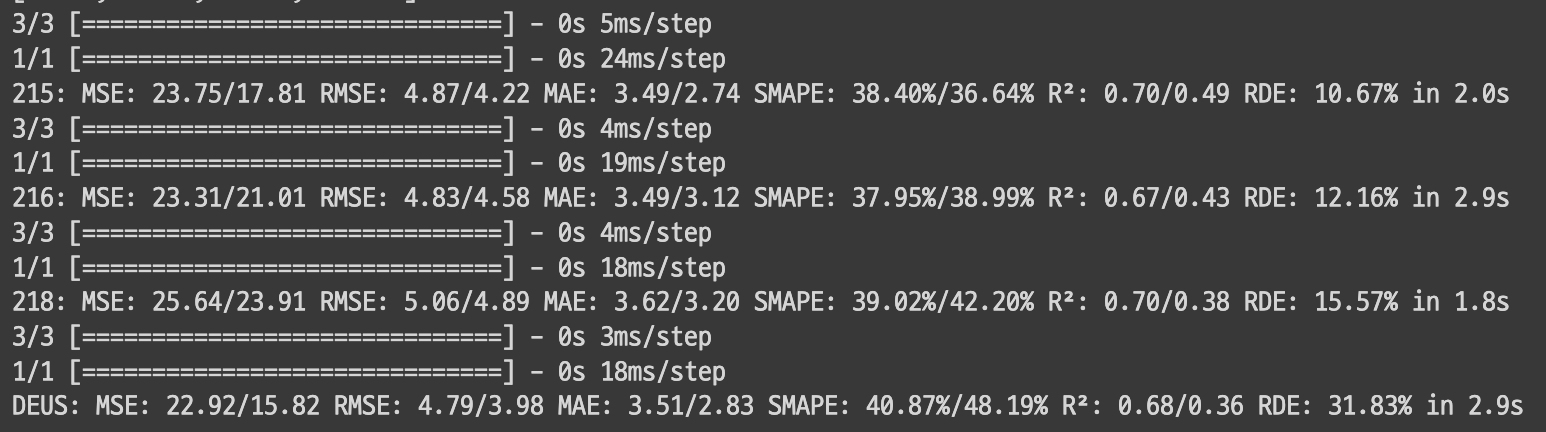 3/3 [==============================] - 0s 5ms/step
1/1 [==============================] - 0s 24ms/step
215: MSE: 23.75/17.81 RMSE: 4.87/4.22 MAE: 3.49/2.74 SMAPE: 38.40%/36.64% R²: 0.70/0.49 RDE: 10.67% in 2.0s
3/3 [==============================] - 0s 4ms/step
1/1 [==============================] - 0s 19ms/step
216: MSE: 23.31/21.01 RMSE: 4.83/4.58 MAE: 3.49/3.12 SMAPE: 37.95%/38.99% R²: 0.67/0.43 RDE: 12.16% in 2.9s
3/3 [==============================] - 0s 4ms/step
1/1 [==============================] - 0s 18ms/step
218: MSE: 25.64/23.91 RMSE: 5.06/4.89 MAE: 3.62/3.20 SMAPE: 39.02%/42.20% R²: 0.70/0.38 RDE: 15.57% in 1.8s
3/3 [==============================] - 0s 3ms/step
1/1 [==============================] - 0s 18ms/step
DEUS: MSE: 22.92/15.82 RMSE: 4.79/3.98 MAE: 3.51/2.83 SMAPE: 40.87%/48.19% R²: 0.68/0.36 RDE: 31.83% in 2.9s